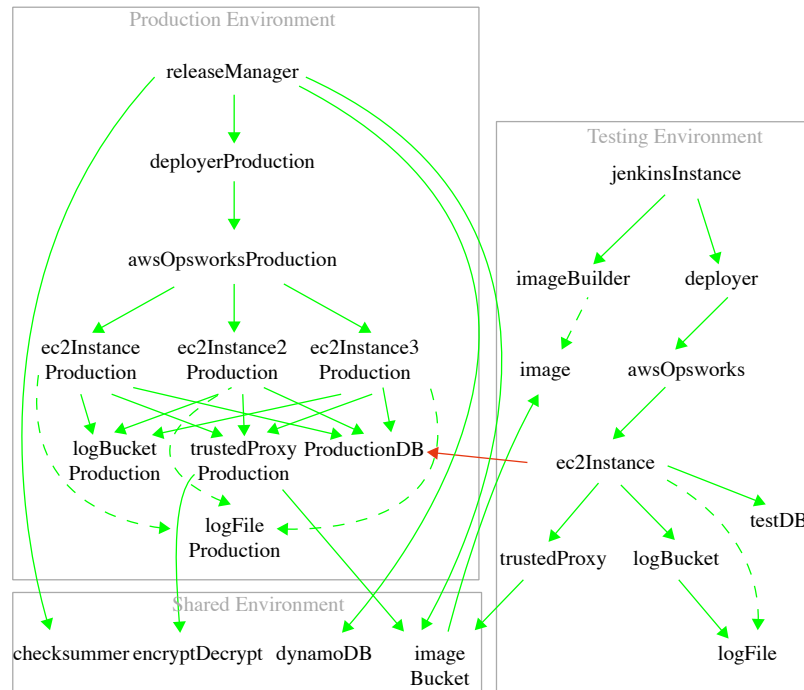 Production Environment
releaseManager
deployerProduction
awsOpsworksProduction
ec2Instance
Production
ec2Instance2
Production
ec2Instance3
Production
logBucket
Production
trustedProxy
Production
ProductionDB
logFile
Production
Testing Environment
jenkinsInstance
imageBuilder
deployer
image
awsOpsworks
ec2Instance
testDB
trustedProxy
logBucket
logFile
Shared Environment
checksummer
encryptDecrypt
dynamoDB
image
Bucket